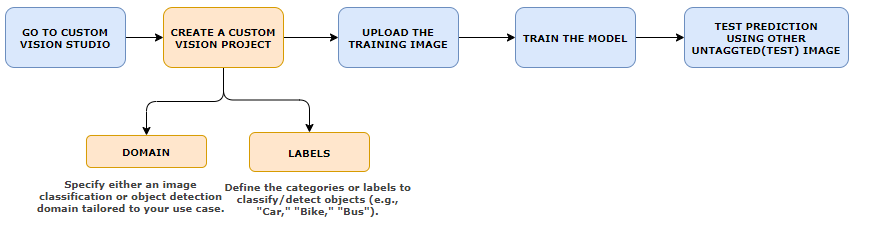 GO TO CUSTOM
VISION STUDIO
CREATE A CUSTOM
VISION PROJECT
UPLOAD THE
TRAINING IMAGE
TRAIN THE MODEL
TEST PREDICTION
USING OTHER
UNTAGGTED(TEST) IMAGE
DOMAIN
Specify either an image
classification or object detection
domain tailored to your use case.
LABELS
Define the categories or labels to
classify/detect objects (e.g.,
"Car," "Bike," "Bus").